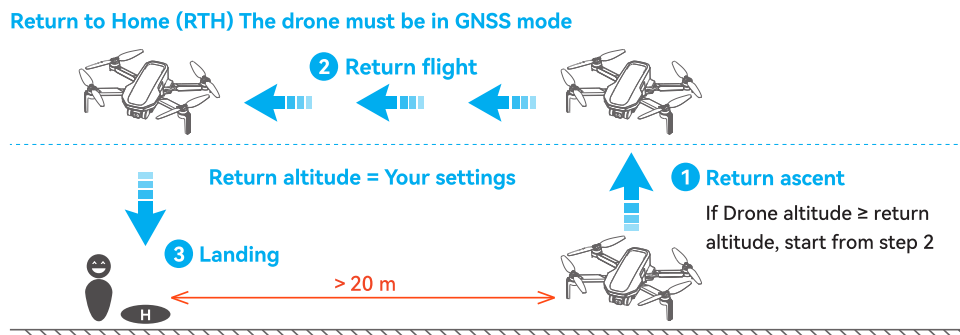 Return to Home (RTH) The drone must be in GNSS mode
2 Return flight
Return altitude = Your settings
1 Return ascent
If Drone altitude ≥ return
altitude, start from step 2
3 Landing
> 20 m
H